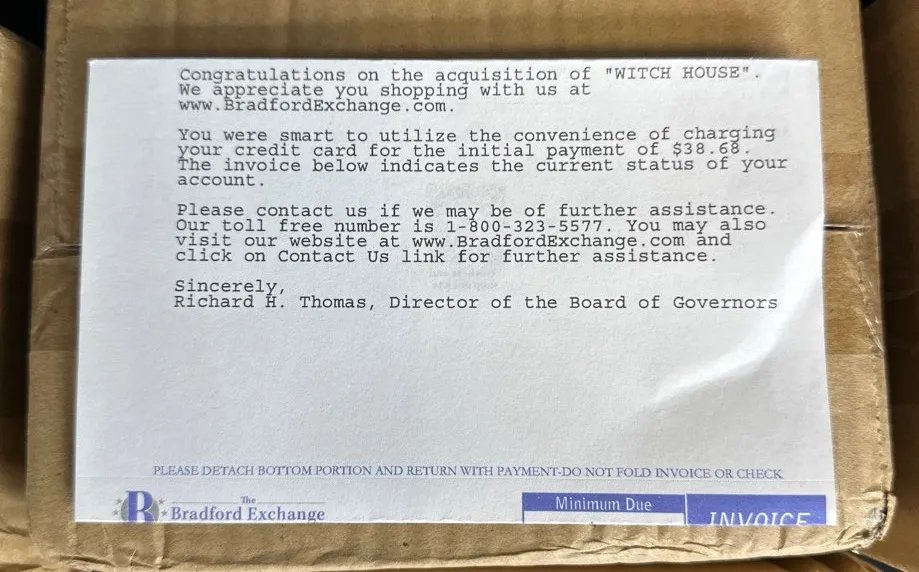 Congratulations on the acquisition of "WITCH HOUSE".
We appreciate you shopping with us at
www.BradfordExchange.com.
You were smart to utilize the convenience of charging
your credit card for the initial payment of $38.68.
The invoice below indicates the current status of your
account.
Please contact us if we may be of further assistance.
Our toll free number is 1-800-323-5577. You may also
visit our website at www.BradfordExchange.com and
click on Contact Us link for further assistance.
Sincerely,
Richard H. Thomas, Director of the Board of Governors
PLEASE DETACH BOTTOM PORTION AND RETURN WITH PAYMENT-DO NOT FOLD INVOICE OR CHECK
B
The
Bradford Exchange
Minimum Due
INVOICE